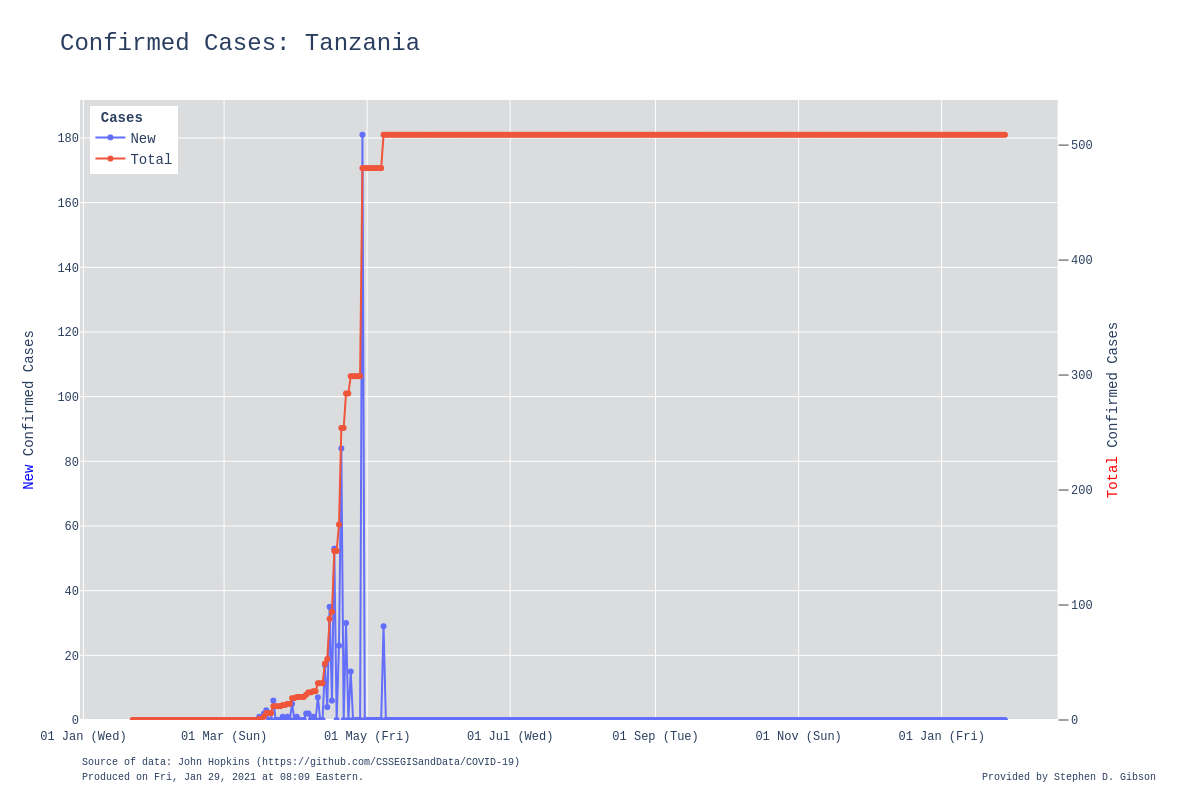 Confirmed Cases: Tanzania
Cases
New
Total
180
160
140
120
100
80
60
40
20
0
500
400
300
200
100
0
New Confirmed Cases
Total Confirmed Cases
01 Jan (Wed)
01 Mar (Sun)
01 May (Fri)
01 Jul (Wed)
01 Sep (Tue)
01 Nov (Sun)
01 Jan (Fri)
Source of data: John Hopkins (https://github.com/CSSEGISandData/COVID-19)
Produced on Fri, Jan 29, 2021 at 08:09 Eastern.
Provided by Stephen D. Gibson